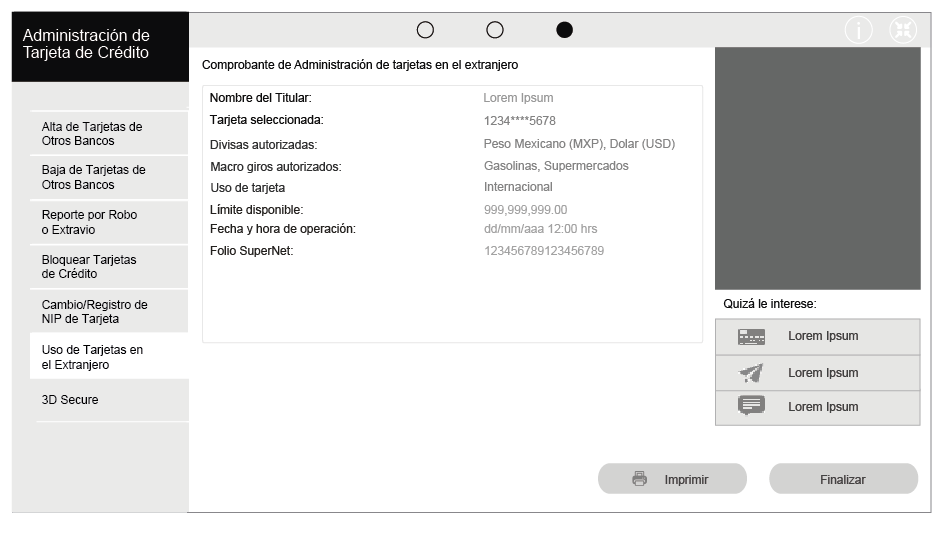 Administración de
Tarjeta de Crédito
Alta de Tarjetas de
Otros Bancos
Baja de Tarjetas de
Otros Bancos
Reporte por Robo
o Extravio
Bloquear Tarjetas
de Crédito
Cambio/Registro de
NIP de Tarjeta
Uso de Tarjetas en
el Extranjero
3D Secure
Comprobante de Administración de tarjetas en el extranjero
Nombre del Titular: Lorem Ipsum
Tarjeta seleccionada: 1234****5678
Divisas autorizadas: Peso Mexicano (MXP), Dolar (USD)
Macro giros autorizados: Gasolinas, Supermercados
Uso de tarjeta Internacional
Límite disponible: 999,999,999.00
Fecha y hora de operación: dd/mm/aaa 12:00 hrs
Folio SuperNet: 123456789123456789
i
Quizá le interese:
Lorem Ipsum
Lorem Ipsum
Lorem Ipsum
Imprimir
Finalizar